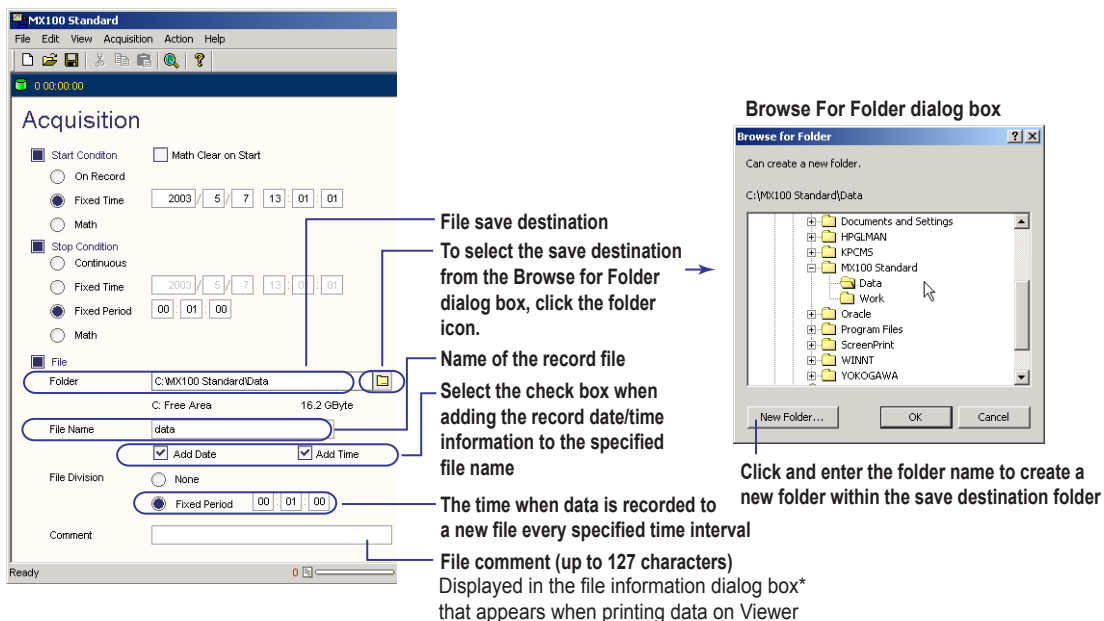 MX100 Standard
File Edit View Acquisition Action Help
0 00:00:00
Acquisition
Start Conditon
Math Clear on Start
On Record
Fixed Time 2003 / 5 / 7 13 : 01 : 01
Math
Stop Condition
Continuous
Fixed Time 2003 / 5 / 7 13 : 01 : 01
Fixed Period 00 : 01 : 00
Math
File
Folder C:\MX100 Standard\Data
C: Free Area 16.2 GByte
File Name data
Add Date Add Time
File Division None
Fixed Period 00 : 01 : 00
Comment
Ready 0
File save destination
To select the save destination
from the Browse for Folder
dialog box, click the folder
icon.
Name of the record file
Select the check box when
adding the record date/time
information to the specified
file name
The time when data is recorded to
a new file every specified time interval
File comment (up to 127 characters)
Displayed in the file information dialog box*
that appears when printing data on Viewer
Browse For Folder dialog box
Browse for Folder
Can create a new folder.
C:\MX100 Standard\Data
Documents and Settings
HPGLMAN
KPCMS
MX100 Standard
Data
Work
Oracle
Program Files
ScreenPrint
WINNT
YOKOGAWA
New Folder... OK Cancel
Click and enter the folder name to create a
new folder within the save destination folder